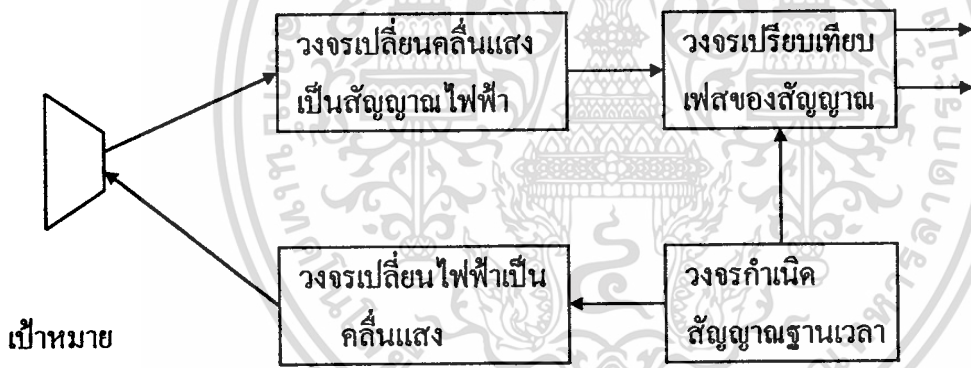 วงจรเปลี่ยนคลื่นแสง
เป็นสัญญาณไฟฟ้า
วงจรเปรียบเทียบ
เฟสของสัญญาณ
วงจรเปลี่ยนไฟฟ้าเป็น
คลื่นแสง
วงจรกำเนิด
สัญญาณฐานเวลา
เป้าหมาย